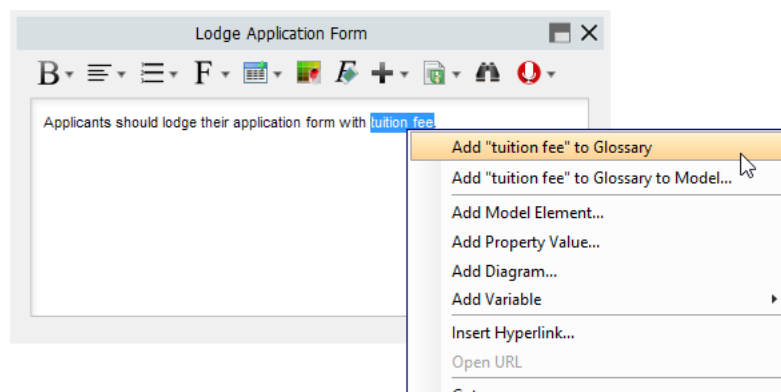 Lodge Application Form
B F F
Applicants should lodge their application form with tuition fee.
Add "tuition fee" to Glossary
Add "tuition fee" to Glossary to Model...
Add Model Element...
Add Property Value...
Add Diagram...
Add Variable
Insert Hyperlink...
Open URL